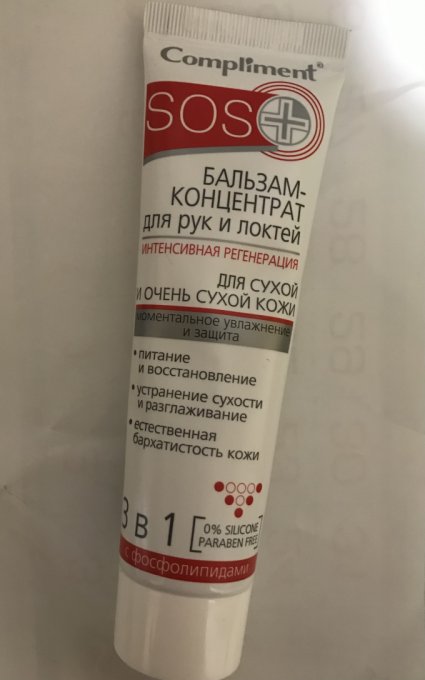 Compliment®
SOS
БАЛЬЗАМ-
КОНЦЕНТРАТ
для рук и локтей
ИНТЕНСИВНАЯ РЕГЕНЕРАЦИЯ
ДЛЯ СУХОЙ
И ОЧЕНЬ СУХОЙ КОЖИ
моментальное увлажнение
и защита
• питание
и восстановление
• устранение сухости
и разглаживание
• естественная
бархатистость кожи
3 в 1 [0% SILICONE
PARABEN FREE]
с фосфолипидами